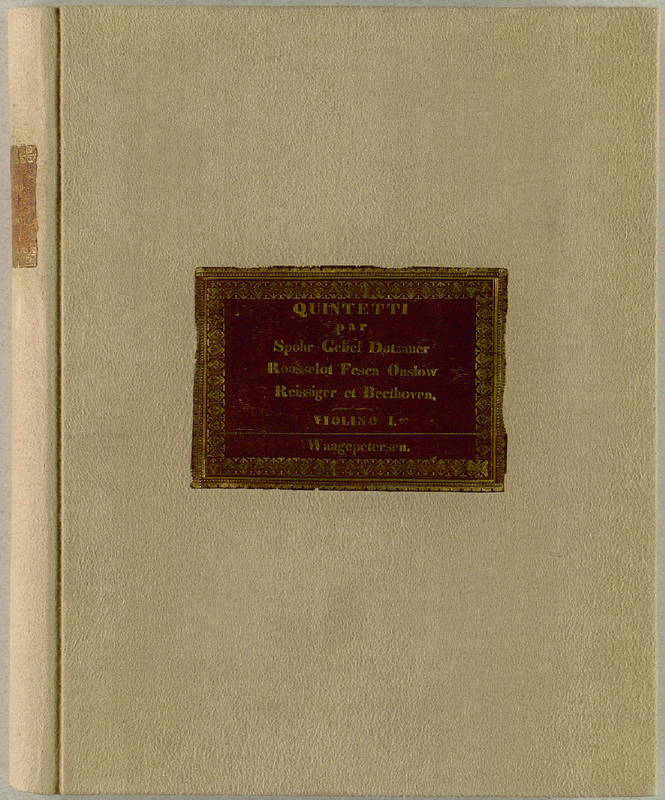 QUINTETTI
par
Spohr Gebel Dotzauer
Rousselot Fesca Onslow
Reissiger et Beethoven.
VIOLINO I.
Waagepetersen.